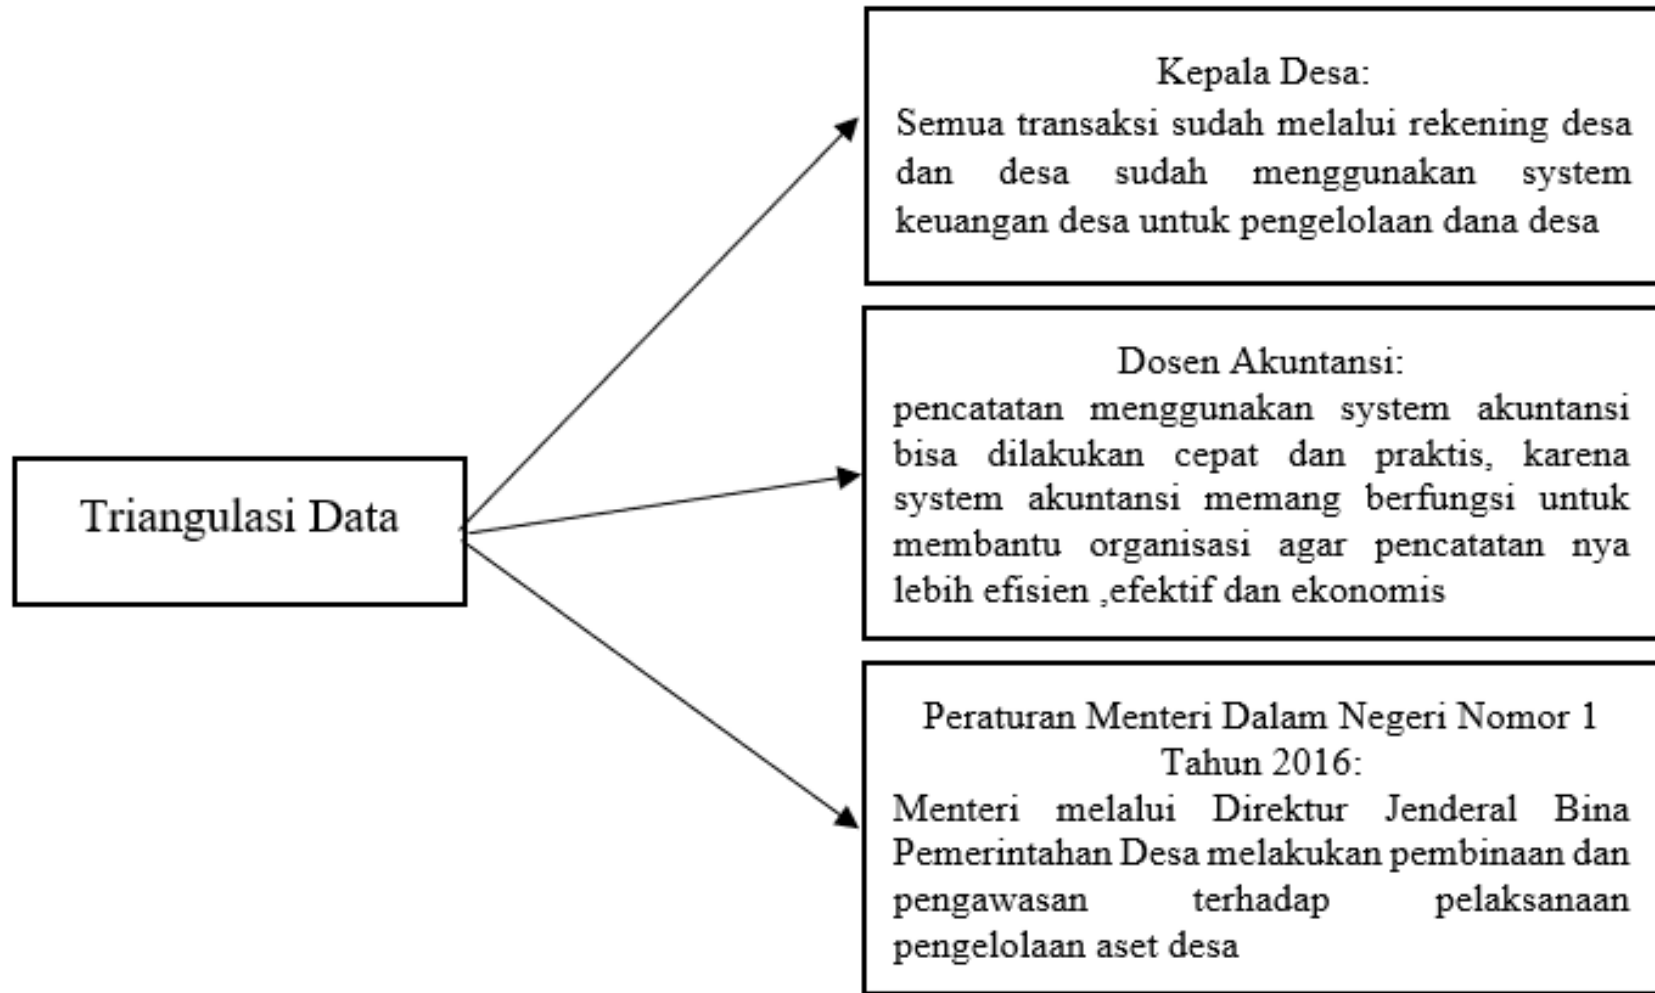 Triangulasi Data
Kepala Desa:
Semua transaksi sudah melalui rekening desa
dan desa sudah menggunakan system
keuangan desa untuk pengelolaan dana desa
Dosen Akuntansi:
pencatatan menggunakan system akuntansi
bisa dilakukan cepat dan praktis, karena
system akuntansi memang berfungsi untuk
membantu organisasi agar pencatatan nya
lebih efisien ,efektif dan ekonomis
Peraturan Menteri Dalam Negeri Nomor 1
Tahun 2016:
Menteri melalui Direktur Jenderal Bina
Pemerintahan Desa melakukan pembinaan dan
pengawasan terhadap pelaksanaan
pengelolaan aset desa